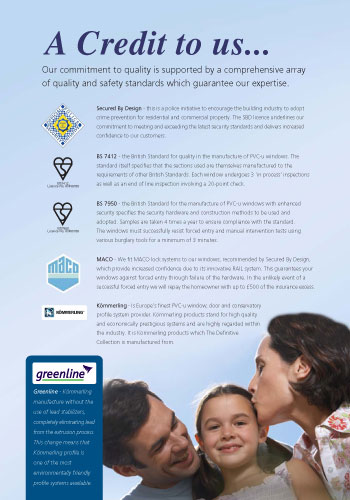 A Credit to us...
Our commitment to quality is supported by a comprehensive array
of quality and safety standards which guarantee our expertise.
Secured By Design - this is a police initiative to encourage the building industry to adopt
crime prevention for residential and commercial property. The SBD licence underlines our
commitment to meeting and exceeding the latest security standards and delivers increased
confidence to our customers.
BS 7412 - the British Standard for quality in the manufacture of PVC-u windows. The
standard itself specifies that the sections used are themselves manufactured to the
requirements of other British Standards. Each window undergoes 3 'in process' inspections
as well as an end of line inspection involving a 20-point check.
BS 7950 - the British Standard for the manufacture of PVC-u windows with enhanced
security specifies the security hardware and construction methods to be used and
adopted. Samples are taken 4 times a year to ensure compliance with the standard.
The windows must successfully resist forced entry and manual intervention tests using
various burglary tools for a minimum of 3 minutes.
maco
MACO - We fit MACO lock systems to our windows, recommended by Secured By Design,
which provide increased confidence due to its innovative RAIL system. This guarantees your
windows against forced entry through failure of the hardware. In the unlikely event of a
successful forced entry we will repay the homeowner with up to £500 of the insurance excess.
KÖMMERLING
Kömmerling - Is Europe's finest PVC-u window, door and conservatory
profile system provider. Kömmerling products stand for high quality
and economically prestigious systems and are highly regarded within
the industry. It is Kömmerling products which The Definitive
Collection is manufactured from.
greenline
Greenline - Kömmerling
manufacture without the
use of lead stabilizers,
completely eliminating lead
from the extrusion process.
This change means that
Kömmerling profile is
one of the most
environmentally friendly
profile systems available.